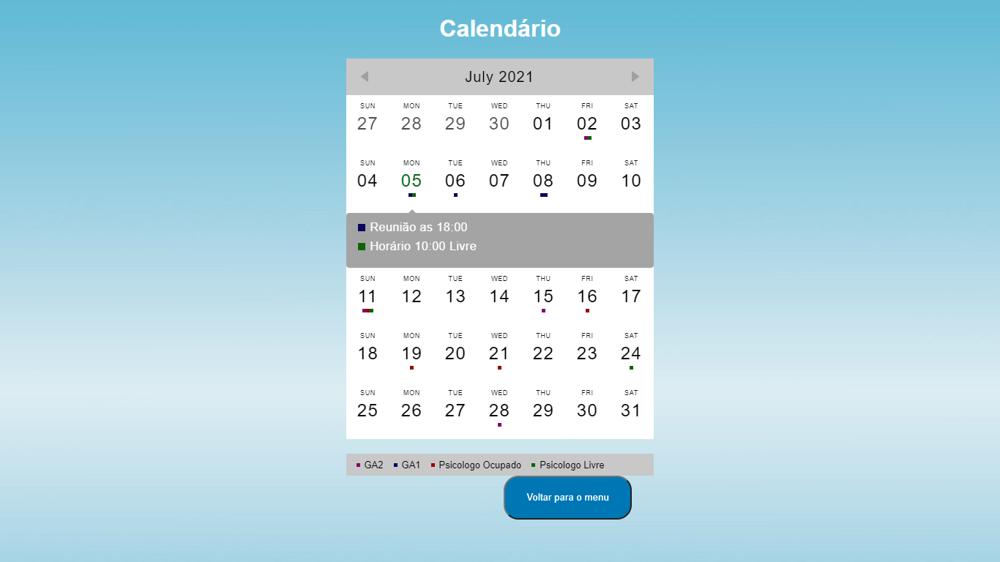 Calendário
July 2021
SUN MON TUE WED THU FRI SAT
27 28 29 30 01 02 03
SUN MON TUE WED THU FRI SAT
04 05 06 07 08 09 10
Reunião as 18:00
Horário 10:00 Livre
SUN MON TUE WED THU FRI SAT
11 12 13 14 15 16 17
SUN MON TUE WED THU FRI SAT
18 19 20 21 22 23 24
SUN MON TUE WED THU FRI SAT
25 26 27 28 29 30 31
GA2 GA1 Psicologo Ocupado Psicologo Livre
Voltar para o menu